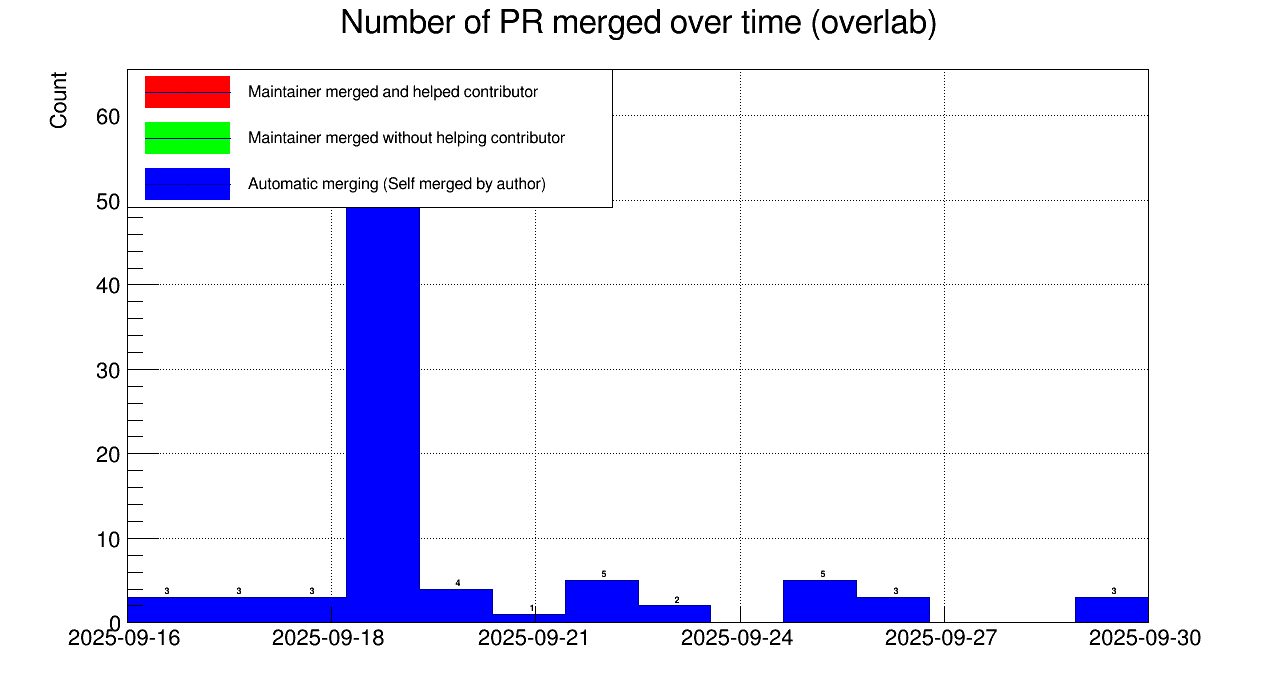 Number of PR merged over time (overlab)
Count
Maintainer merged and helped contributor
Maintainer merged without helping contributor
Automatic merging (Self merged by author)
60
50
40
30
20
10
0
3 3 3 4 1 5 2 5 3 3
2025-09-16 2025-09-18 2025-09-21 2025-09-24 2025-09-27 2025-09-30